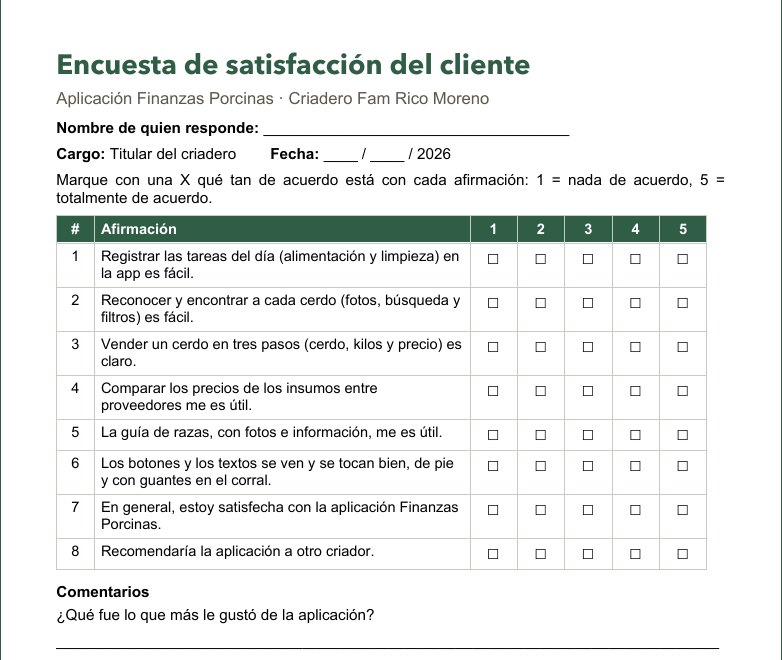 Encuesta de satisfacción del cliente
Aplicación Finanzas Porcinas · Criadero Fam Rico Moreno
Nombre de quien responde: ______________________________________
Cargo: Titular del criadero Fecha: ____ / ____ / 2026
Marque con una X qué tan de acuerdo está con cada afirmación: 1 = nada de acuerdo, 5 =
totalmente de acuerdo.
# Afirmación 1 2 3 4 5
1 Registrar las tareas del día (alimentación y limpieza) en ☐ ☐ ☐ ☐ ☐
la app es fácil.
2 Reconocer y encontrar a cada cerdo (fotos, búsqueda y ☐ ☐ ☐ ☐ ☐
filtros) es fácil.
3 Vender un cerdo en tres pasos (cerdo, kilos y precio) es ☐ ☐ ☐ ☐ ☐
claro.
4 Comparar los precios de los insumos entre ☐ ☐ ☐ ☐ ☐
proveedores me es útil.
5 La guía de razas, con fotos e información, me es útil. ☐ ☐ ☐ ☐ ☐
6 Los botones y los textos se ven y se tocan bien, de pie ☐ ☐ ☐ ☐ ☐
y con guantes en el corral.
7 En general, estoy satisfecha con la aplicación Finanzas ☐ ☐ ☐ ☐ ☐
Porcinas.
8 Recomendaría la aplicación a otro criador. ☐ ☐ ☐ ☐ ☐
Comentarios
¿Qué fue lo que más le gustó de la aplicación?